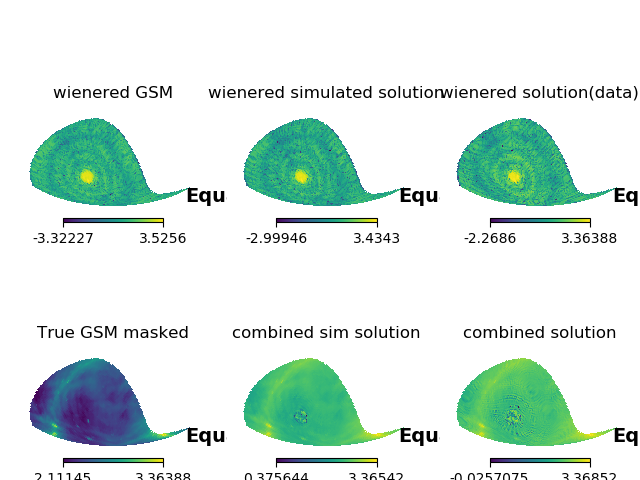 wienered GSM
wienered simulated solution
wienered solution(data)
Equ
Equ
Eq
-3.32227 3.5256
-2.99946 3.4343
-2.2686 3.36388
True GSM masked
combined sim solution
combined solution
Equ
Equ
Eq
2.11145 3.36388
0.375644 3.36542
-0.0257075 3.36852